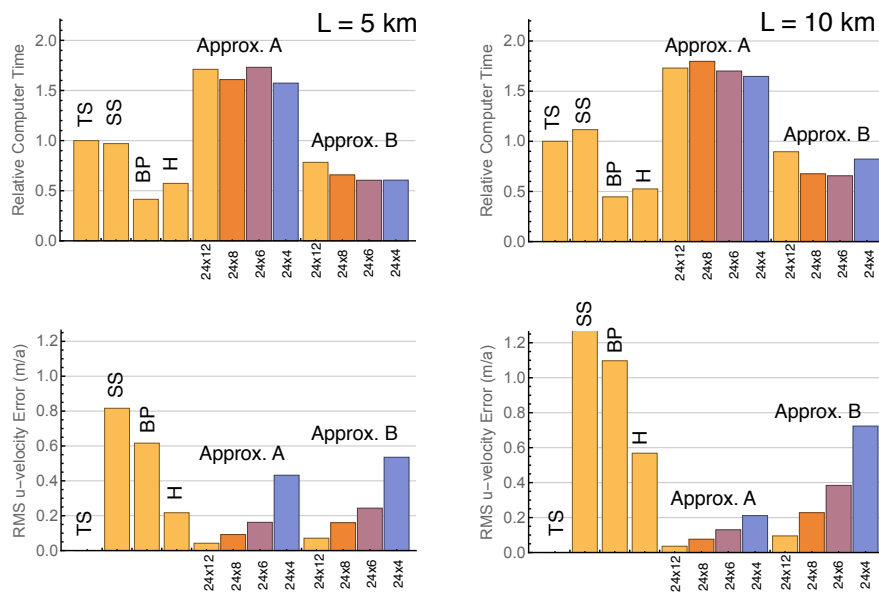 L = 5 km
Relative Computer Time
2.0
1.5
1.0
0.5
0.0
TS
SS
BP
H
Approx. A
Approx. B
24x12
24x8
24x6
24x4
24x12
24x8
24x6
24x4
L = 10 km
Relative Computer Time
2.0
1.5
1.0
0.5
0.0
TS
SS
BP
H
Approx. A
Approx. B
24x12
24x8
24x6
24x4
24x12
24x8
24x6
24x4
RMS u-velocity Error (m/a)
1.2
1.0
0.8
0.6
0.4
0.2
0.0
TS
SS
BP
H
Approx. A
Approx. B
24x12
24x8
24x6
24x4
24x12
24x8
24x6
24x4
RMS u-velocity Error (m/a)
1.2
1.0
0.8
0.6
0.4
0.2
0.0
TS
SS
BP
H
Approx. A
Approx. B
24x12
24x8
24x6
24x4
24x12
24x8
24x6
24x4